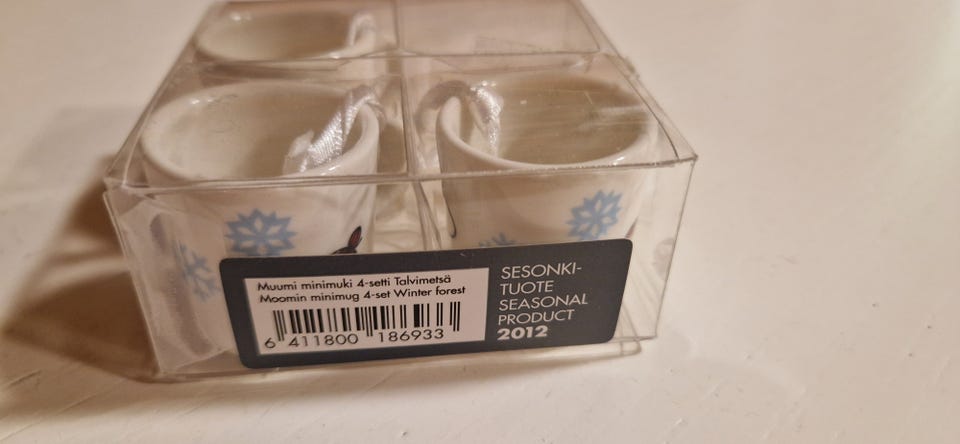 Muumi minimuki 4-setti Talvimetsä
Moomin minimug 4-set Winter forest
6 411800 186933
SESONKI-
TUOTE
SEASONAL
PRODUCT
2012